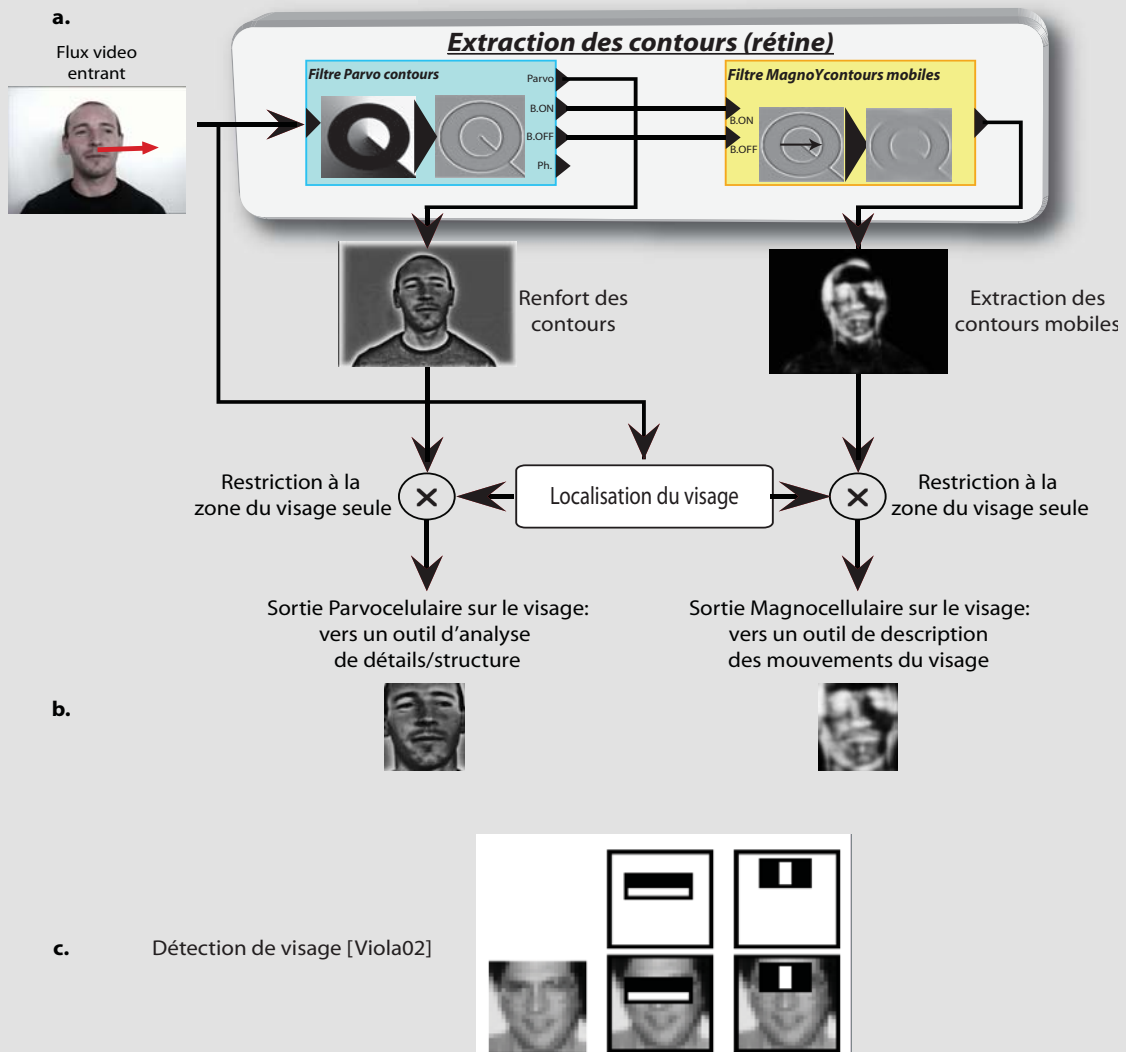 a.
Flux video
entrant
Extraction des contours (rétine)
Filtre Parvo contours
Parvo
B.ON
B.OFF
Ph.
Filtre MagnoYcontours mobiles
B.ON
B.OFF
Renfort des
contours
Extraction des
contours mobiles
Restriction à la
zone du visage seule
Localisation du visage
Restriction à la
zone du visage seule
Sortie Parvocelulaire sur le visage:
vers un outil d’analyse
de détails/structure
Sortie Magnocellulaire sur le visage:
vers un outil de description
des mouvements du visage
b.
c.
Détection de visage [Viola02]